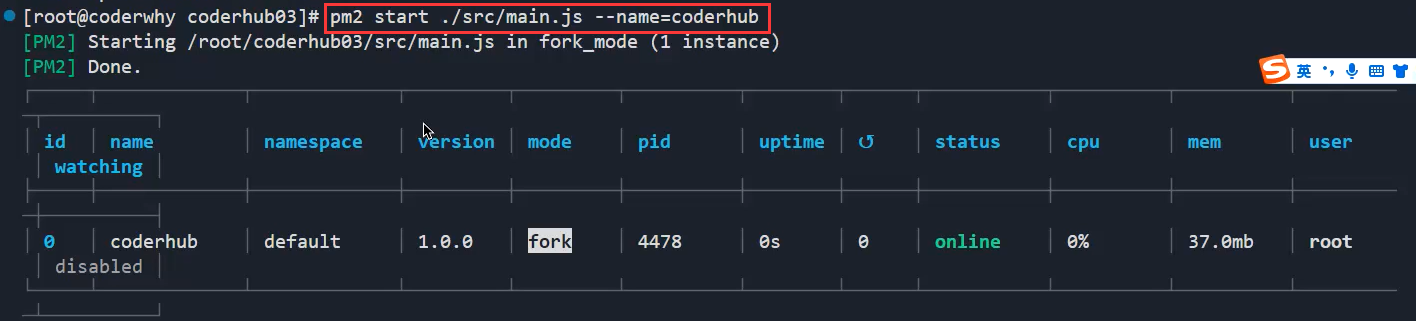 [root@coderwhy coderhub03]# pm2 start ./src/main.js --name=coderhub
[PM2] Starting /root/coderhub03/src/main.js in fork_mode (1 instance)
[PM2] Done.
英
id name namespace version mode pid uptime ↺ status cpu mem user
watching
0 coderhub default 1.0.0 fork 4478 0s 0 online 0% 37.0mb root
disabled